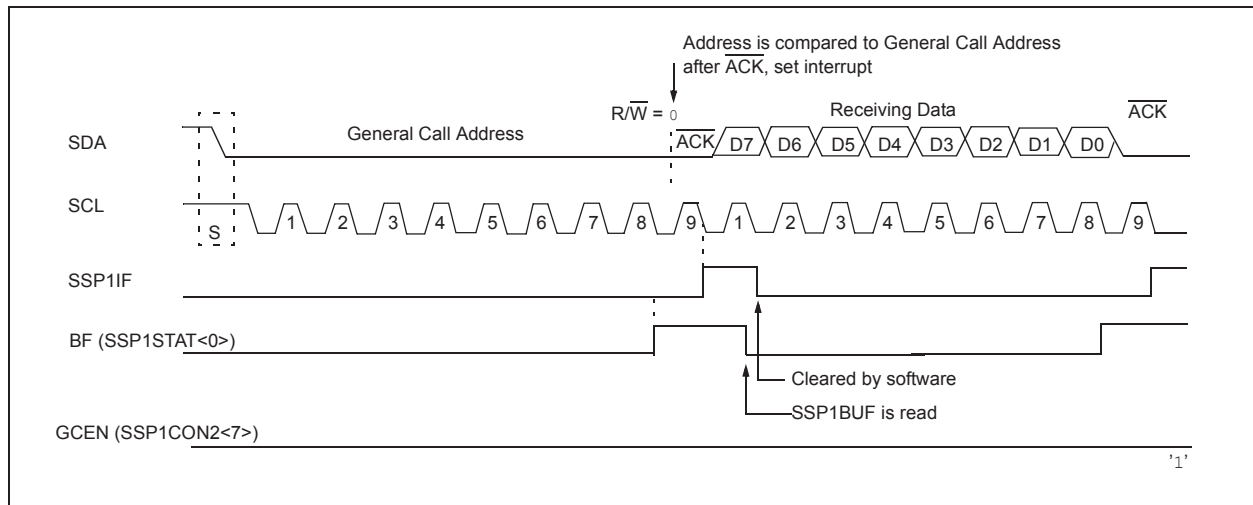 Address is compared to General Call Address
after ACK, set interrupt
R/W = 0
Receiving Data
ACK
SDA
General Call Address
ACK
D7 D6 D5 D4 D3 D2 D1 D0
SCL
S
1 2 3 4 5 6 7 8 9 1 2 3 4 5 6 7 8 9
SSP1IF
BF (SSP1STAT<0>)
Cleared by software
SSP1BUF is read
GCEN (SSP1CON2<7>)
'1'